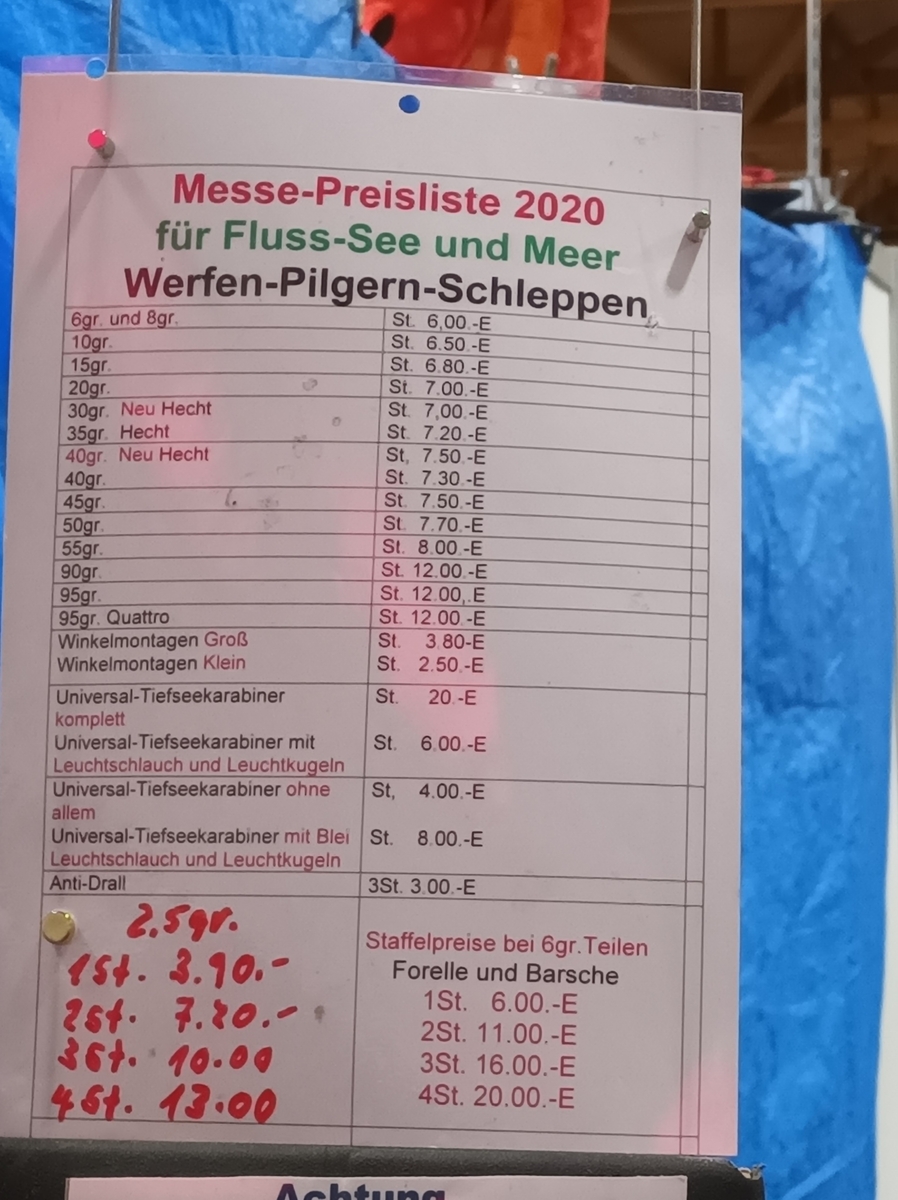 Messe-Preisliste 2020
für Fluss-See und Meer
Werfen-Pilgern-Schleppen
6gr. und 8gr. St. 6,00.-E
10gr. St. 6.50.-E
15gr. St. 6.80.-E
20gr. St. 7.00.-E
30gr. Neu Hecht St. 7,00.-E
35gr. Hecht St. 7.20.-E
40gr. Neu Hecht St, 7.50.-E
40gr. St. 7.30.-E
45gr. St. 7.50.-E
50gr. St. 7.70.-E
55gr. St. 8.00.-E
90gr. St. 12.00.-E
95gr. St. 12.00,.E
95gr. Quattro St. 12.00.-E
Winkelmontagen Groß St. 3.80-E
Winkelmontagen Klein St. 2.50.-E
Universal-Tiefseekarabiner St. 20.-E
komplett
Universal-Tiefseekarabiner mit St. 6.00.-E
Leuchtschlauch und Leuchtkugeln
Universal-Tiefseekarabiner ohne St, 4.00.-E
allem
Universal-Tiefseekarabiner mit Blei St. 8.00.-E
Leuchtschlauch und Leuchtkugeln
Anti-Drall 3St. 3.00.-E
2.5gr.
1St. 3.90.-
2St. 7.20.-
3St. 10.00
4St. 13.00
Staffelpreise bei 6gr.Teilen
Forelle und Barsche
1St. 6.00.-E
2St. 11.00.-E
3St. 16.00.-E
4St. 20.00.-E
Achtung